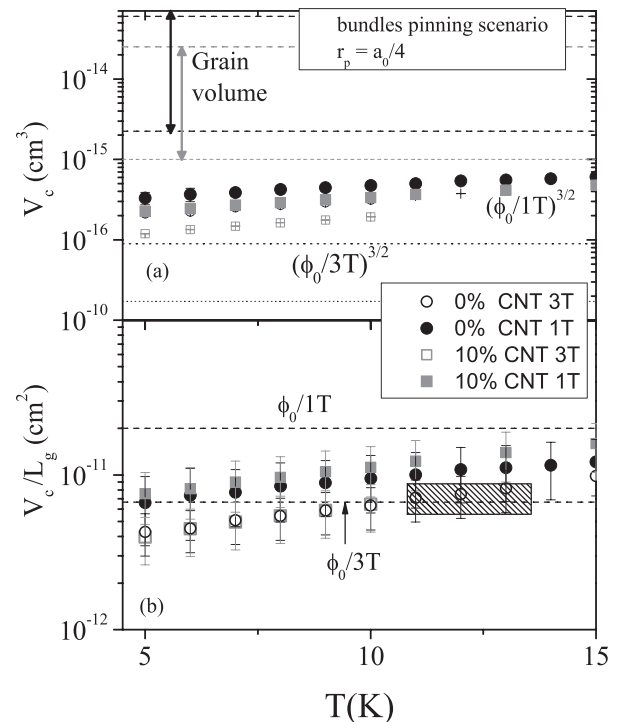 bundles pinning scenario
r_p = a_0/4
10^-14
Grain
volume
V_c (cm^3)
10^-15
(ϕ_0/1T)^3/2
10^-16
(ϕ_0/3T)^3/2
(a)
10^-10
0% CNT 3T
0% CNT 1T
10% CNT 3T
10% CNT 1T
V_c/L_g (cm^2)
ϕ_0/1T
10^-11
ϕ_0/3T
(b)
10^-12
5 10 15
T(K)